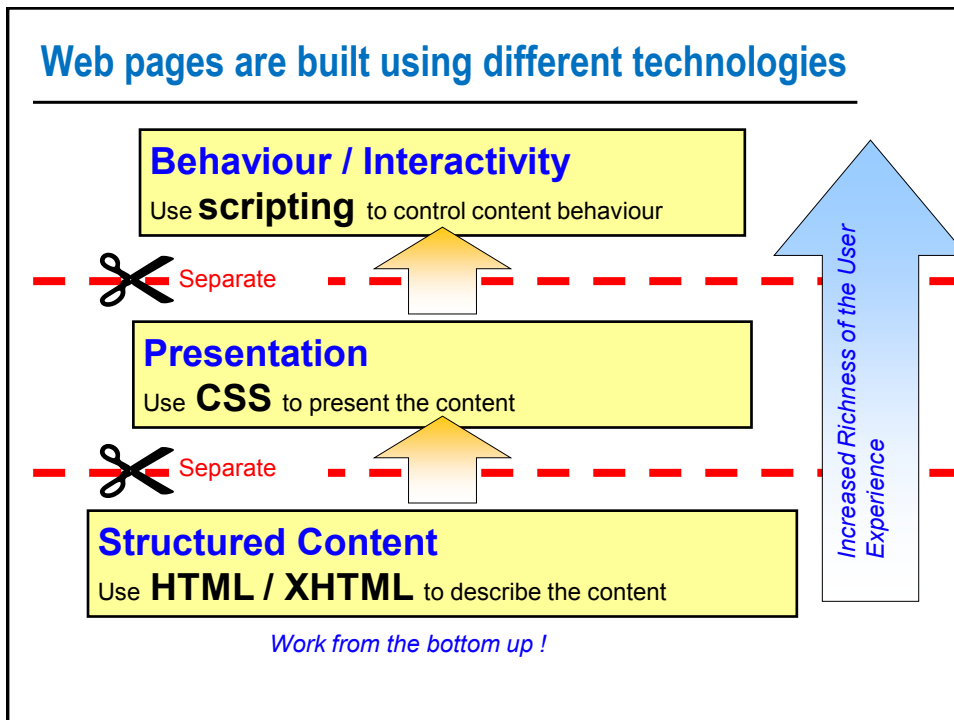 Web pages are built using different technologies
Behaviour / Interactivity
Use scripting to control content behaviour
Separate
Presentation
Use CSS to present the content
Separate
Structured Content
Use HTML / XHTML to describe the content
Work from the bottom up !
Increased Richness of the User
Experience